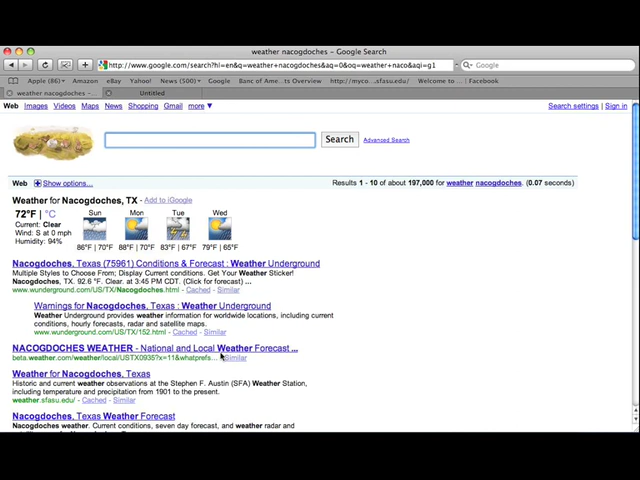 weather nacogdoches - Google Search
http://www.google.com/search?hl=en&q=weather+nacogdoches&aq=0&oq=weather+naco&aqi=g1
Google
Apple (86) Amazon eBay Yahoo! News (500) Google Banc of Am...ts Overview http://myco....sfasu.edu/ Welcome to ... | Facebook
weather nacogdoches - ... Untitled
Web Images Videos Maps News Shopping Gmail more Search settings | Sign in
Search Advanced Search
Web Show options... Results 1 - 10 of about 197,000 for weather nacogdoches. (0.07 seconds)
Weather for Nacogdoches, TX - Add to iGoogle
72°F | °C Sun Mon Tue Wed
Current: Clear
Wind: S at 0 mph
Humidity: 94%
86°F | 70°F 88°F | 70°F 83°F | 67°F 79°F | 65°F
Nacogdoches, Texas (75961) Conditions & Forecast : Weather Underground
Multiple Styles to Choose From; Display Current conditions. Get Your Weather Sticker!
Nacogdoches, TX. 92.6 °F. Clear. at 3:45 PM CDT. (Click for forecast) ...
www.wunderground.com/US/TX/Nacogdoches.html - Cached - Similar
Warnings for Nacogdoches, Texas : Weather Underground
Weather Underground provides weather information for worldwide locations, including current
conditions, hourly forecasts, radar and satellite maps.
www.wunderground.com/US/TX/152.html - Cached - Similar
NACOGDOCHES WEATHER - National and Local Weather Forecast ...
beta.weather.com/weather/local/USTX0935?x=11&whatprefs... - Similar
Weather for Nacogdoches, Texas
Historic and current weather observations at the Stephen F. Austin (SFA) Weather Station,
including temperature and precipitation from 1901 to the present.
weather.sfasu.edu/ - Cached - Similar
Nacogdoches, Texas Weather Forecast
Nacogdoches weather. Current conditions, seven day forecast, and weather radar and